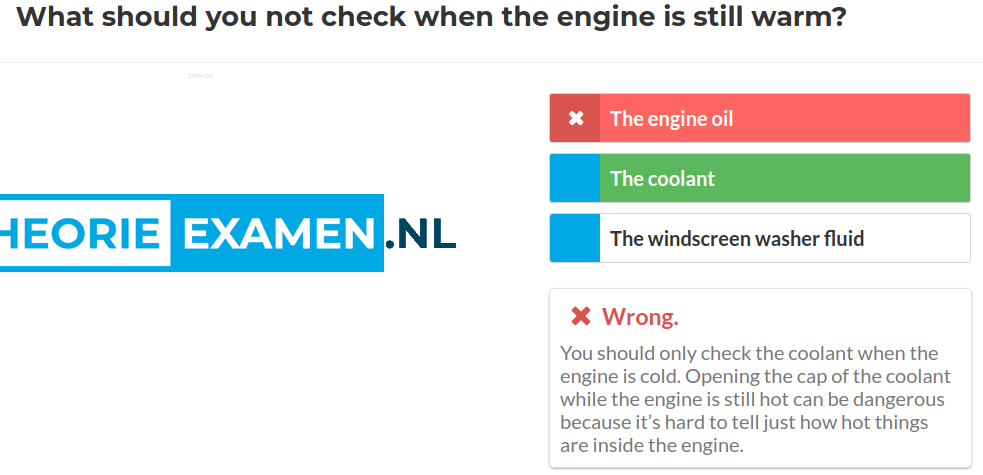 What should you not check when the engine is still warm?
The engine oil
The coolant
The windscreen washer fluid
HEORIE EXAMEN.NL
Wrong.
You should only check the coolant when the
engine is cold. Opening the cap of the coolant
while the engine is still hot can be dangerous
because it’s hard to tell just how hot things
are inside the engine.